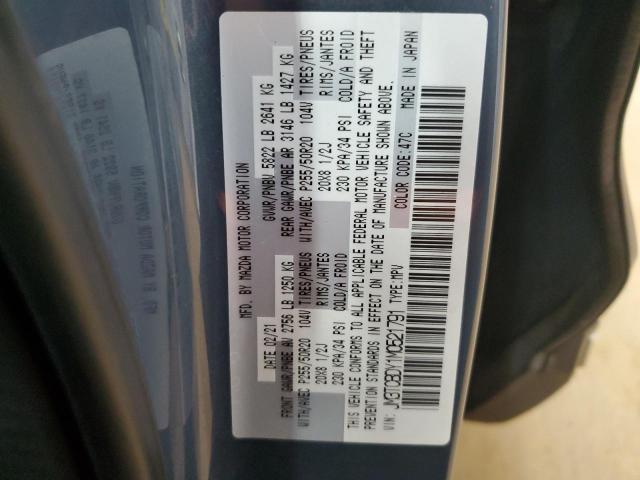 MFD. BY MAZDA MOTOR CORPORATION
DATE 02/21 GVWR/PNBV 5822 LB 2641 KG
FRONT GAWR/PNBE AV 2756 LB 1250 KG REAR GAWR/PNBE AR 3146 LB 1427 KG
WITH/AVEC P255/50R20 104V TIRES/PNEUS WITH/AVEC P255/50R20 104V TIRES/PNEUS
20X8 1/2J RIMS/JANTES 20X8 1/2J RIMS/JANTES
230 KPA/34 PSI COLD/A FROID 230 KPA/34 PSI COLD/A FROID
THIS VEHICLE CONFORMS TO ALL APPLICABLE FEDERAL MOTOR VEHICLE SAFETY AND THEFT
PREVENTION STANDARDS IN EFFECT ON THE DATE OF MANUFACTURE SHOWN ABOVE.
VIN: JM3TCBDY1M0521791 TYPE: MPV COLOR CODE: 47C MADE IN JAPAN